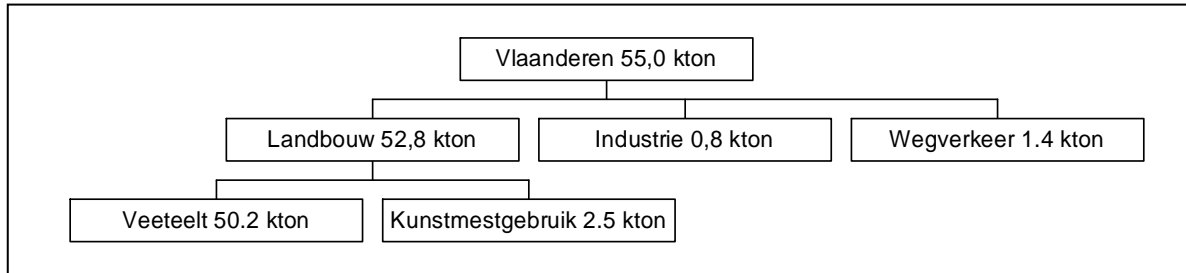 Vlaanderen 55,0 kton
Landbouw 52,8 kton
Industrie 0,8 kton
Wegverkeer 1.4 kton
Veeteelt 50.2 kton
Kunstmestgebruik 2.5 kton